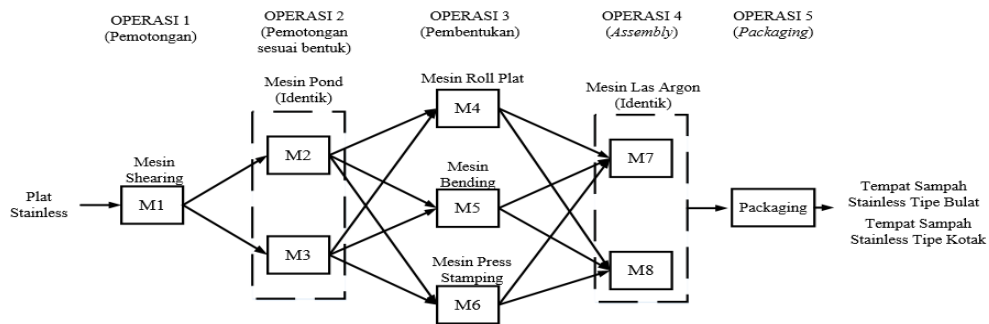 OPERASI 1
(Pemotongan)
OPERASI 2
(Pemotongan
sesuai bentuk)
OPERASI 3
(Pembentukan)
OPERASI 4
(Assembly)
OPERASI 5
(Packaging)
Plat
Stainless
Mesin
Shearing
M1
Mesin Pond
(Identik)
M2
M3
Mesin Roll Plat
M4
Mesin
Bending
M5
Mesin Press
Stamping
M6
Mesin Las Argon
(Identik)
M7
M8
Packaging
Tempat Sampah
Stainless Tipe Bulat
Tempat Sampah
Stainless Tipe Kotak